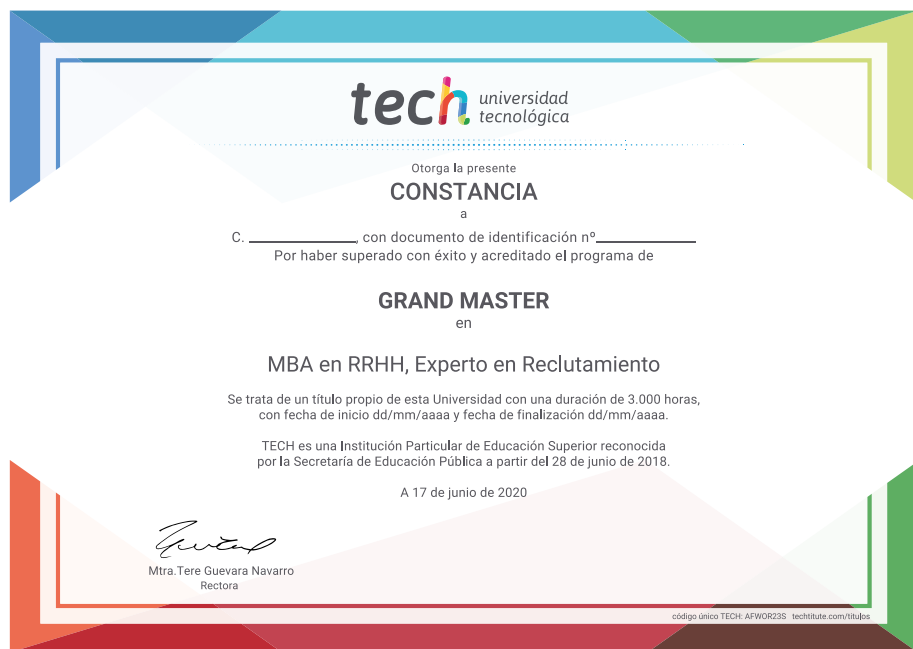 tech universidad
tecnológica
Otorga la presente
CONSTANCIA
a
C. ____________, con documento de identificación nº____________
Por haber superado con éxito y acreditado el programa de
GRAND MASTER
en
MBA en RRHH, Experto en Reclutamiento
Se trata de un título propio de esta Universidad con una duración de 3.000 horas,
con fecha de inicio dd/mm/aaaa y fecha de finalización dd/mm/aaaa.
TECH es una Institución Particular de Educación Superior reconocida
por la Secretaría de Educación Pública a partir del 28 de junio de 2018.
A 17 de junio de 2020
Mtra.Tere Guevara Navarro
Rectora
código único TECH: AFWOR23S techtitute.com/titulos